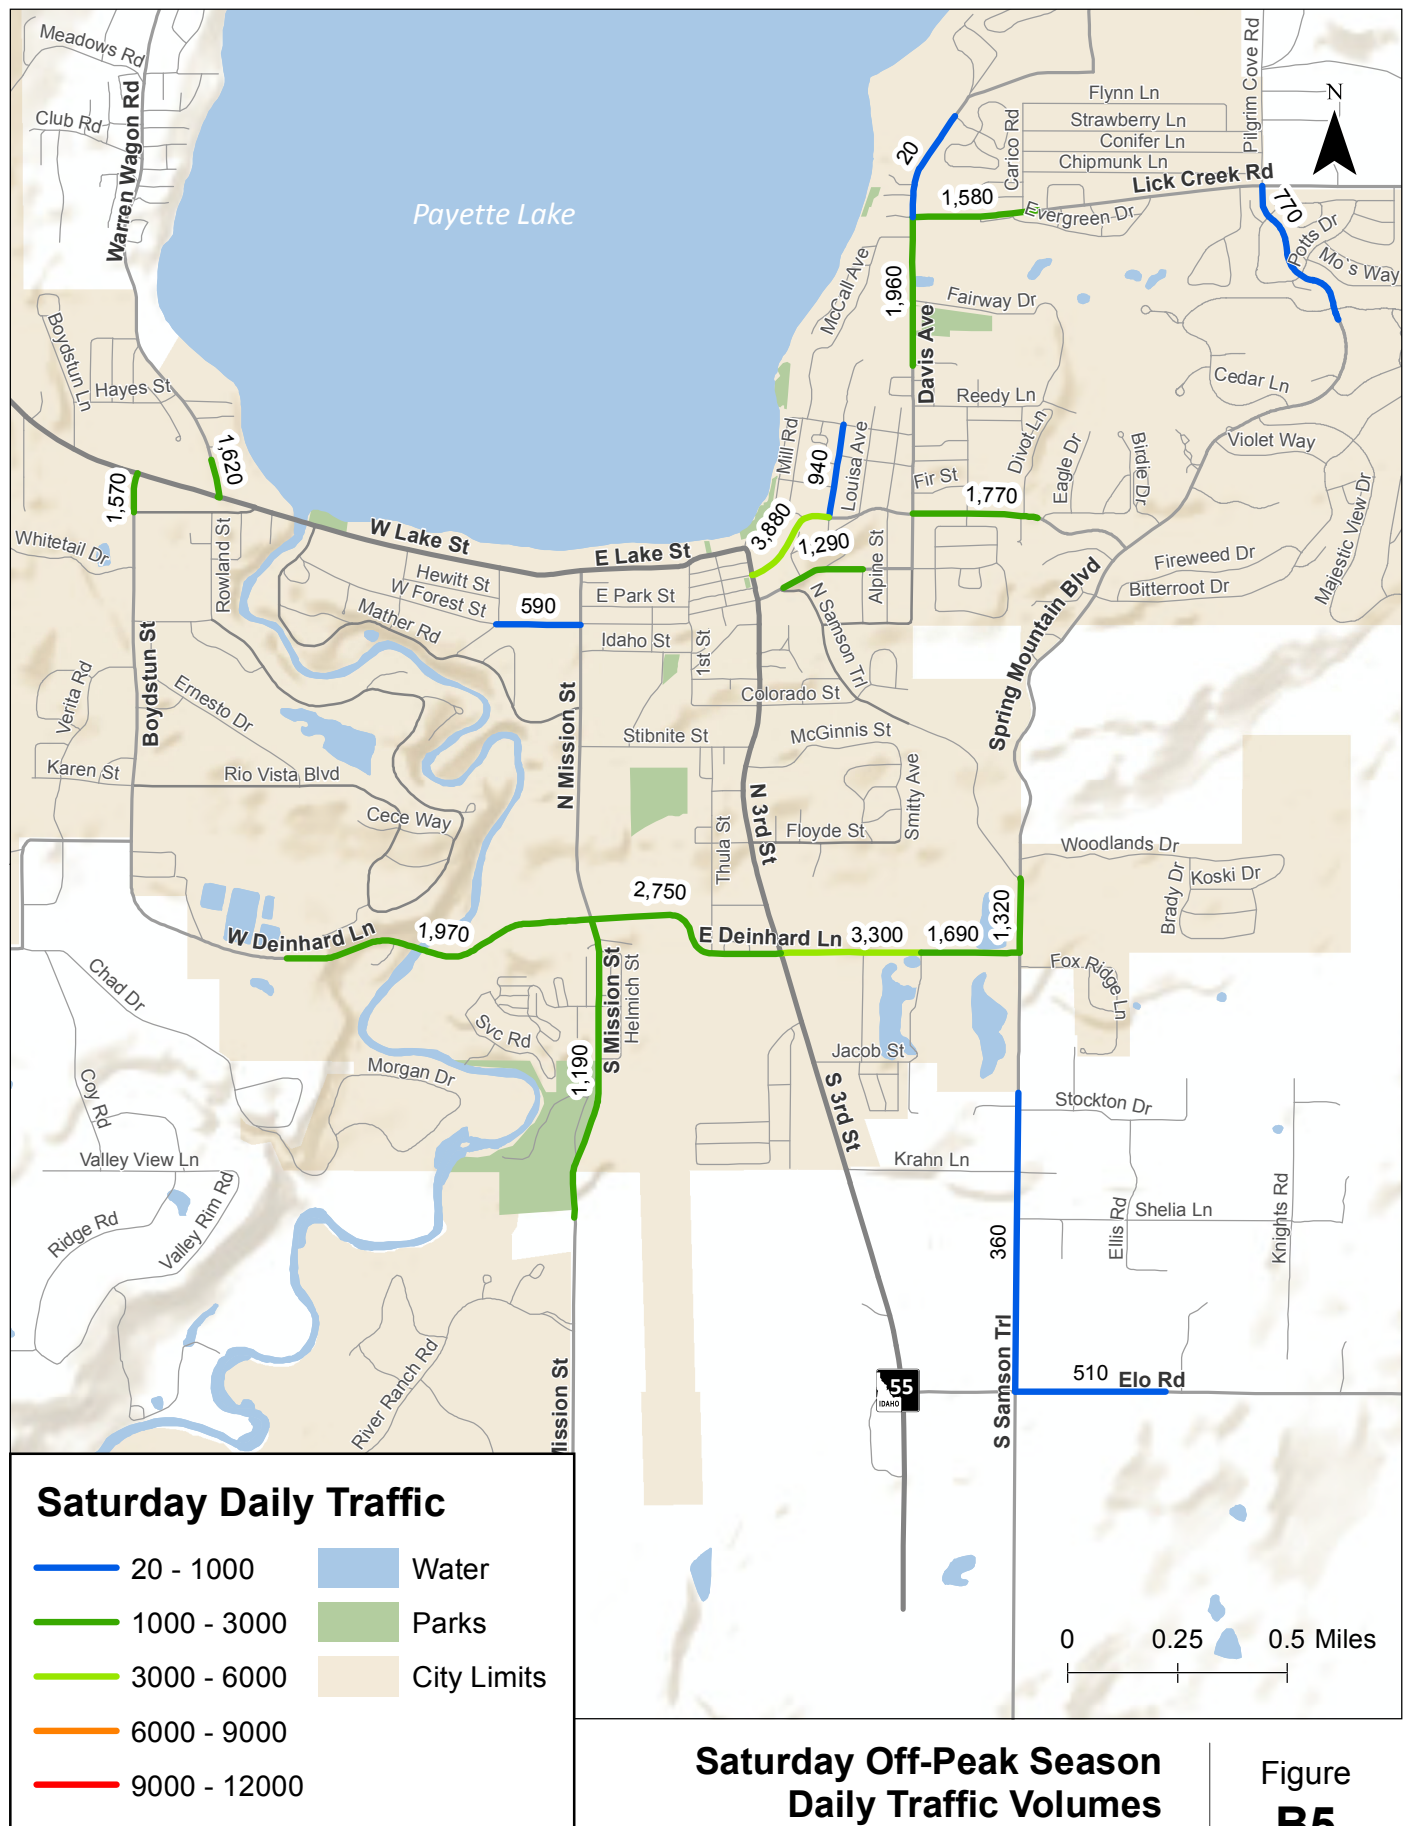 Meadows Rd
Club Rd
Warren Wagon Rd
Payette Lake
Pilgrim Cove Rd
Flynn Ln
Strawberry Ln
Conifer Ln
Chipmunk Ln
Carico Rd
Lick Creek Rd
N
20
1,580
Evergreen Dr
770
Potts Dr
Mo`s Way
McCall Ave
1,960
Fairway Dr
Davis Ave
Boydstun Ln
Hayes St
Reedy Ln
Cedar Ln
1,620
1,570
Mill Rd
940
Louisa Ave
Fir St
1,770
Divot Ln
Eagle Dr
Birdie Dr
Violet Way
Majestic View Dr
Whitetail Dr
Rowland St
W Lake St
E Lake St
3,880
1,290
Alpine St
Fireweed Dr
Bitterroot Dr
Hewitt St
W Forest St
Mather Rd
590
E Park St
Idaho St
1st St
N Samson Trl
Colorado St
Spring Mountain Blvd
Verita Rd
Boydstun St
Ernesto Dr
N Mission St
Stibnite St
McGinnis St
Karen St
Rio Vista Blvd
Cece Way
Thula St
N 3rd St
Floyde St
Smitty Ave
Woodlands Dr
Koski Dr
Brady Dr
2,750
W Deinhard Ln
1,970
E Deinhard Ln
3,300
1,690
1,320
Chad Dr
Svc Rd
S Mission St
Helmich St
Fox Ridge Ln
1,190
Jacob St
Morgan Dr
Coy Rd
S 3rd St
Stockton Dr
Valley View Ln
Krahn Ln
Ridge Rd
Valley Rim Rd
360
Ellis Rd
Shelia Ln
Knights Rd
River Ranch Rd
S Samson Trl
55
IDAHO
510
Elo Rd
Mission St
Saturday Daily Traffic
20 - 1000
1000 - 3000
3000 - 6000
6000 - 9000
9000 - 12000
Water
Parks
City Limits
0 0.25 0.5 Miles
Saturday Off-Peak Season
Daily Traffic Volumes
Figure
B5